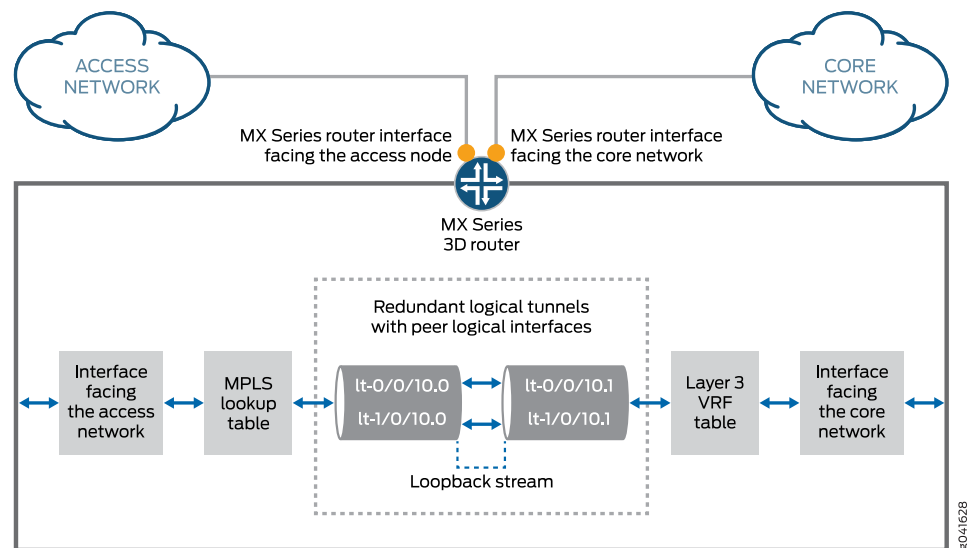 ACCESS
NETWORK
CORE
NETWORK
MX Series router interface
facing the access node
MX Series router interface
facing the core network
MX Series
3D router
Redundant logical tunnels
with peer logical interfaces
Interface
facing
the access
network
MPLS
lookup
table
lt-0/0/10.0
lt-1/0/10.0
lt-0/0/10.1
lt-1/0/10.1
Layer 3
VRF
table
Interface
facing
the core
network
Loopback stream
g041628